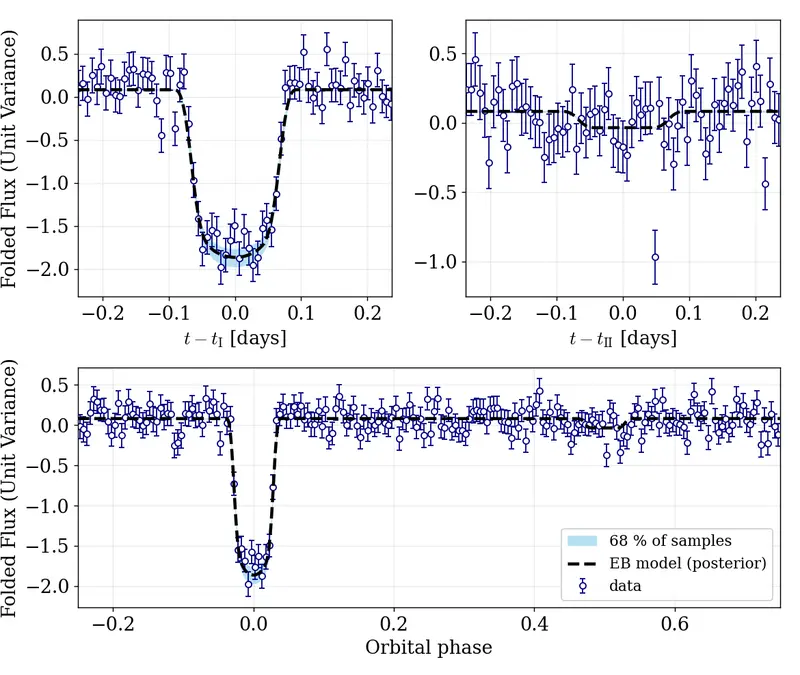 Folded Flux (Unit Variance)
0.5
0.0
−0.5
−1.0
−1.5
−2.0
−0.2 −0.1 0.0 0.1 0.2
t − tI [days]
0.5
0.0
−0.5
−1.0
−0.2 −0.1 0.0 0.1 0.2
t − tII [days]
Folded Flux (Unit Variance)
0.5
0.0
−0.5
−1.0
−1.5
−2.0
68 % of samples
EB model (posterior)
data
−0.2 0.0 0.2 0.4 0.6
Orbital phase